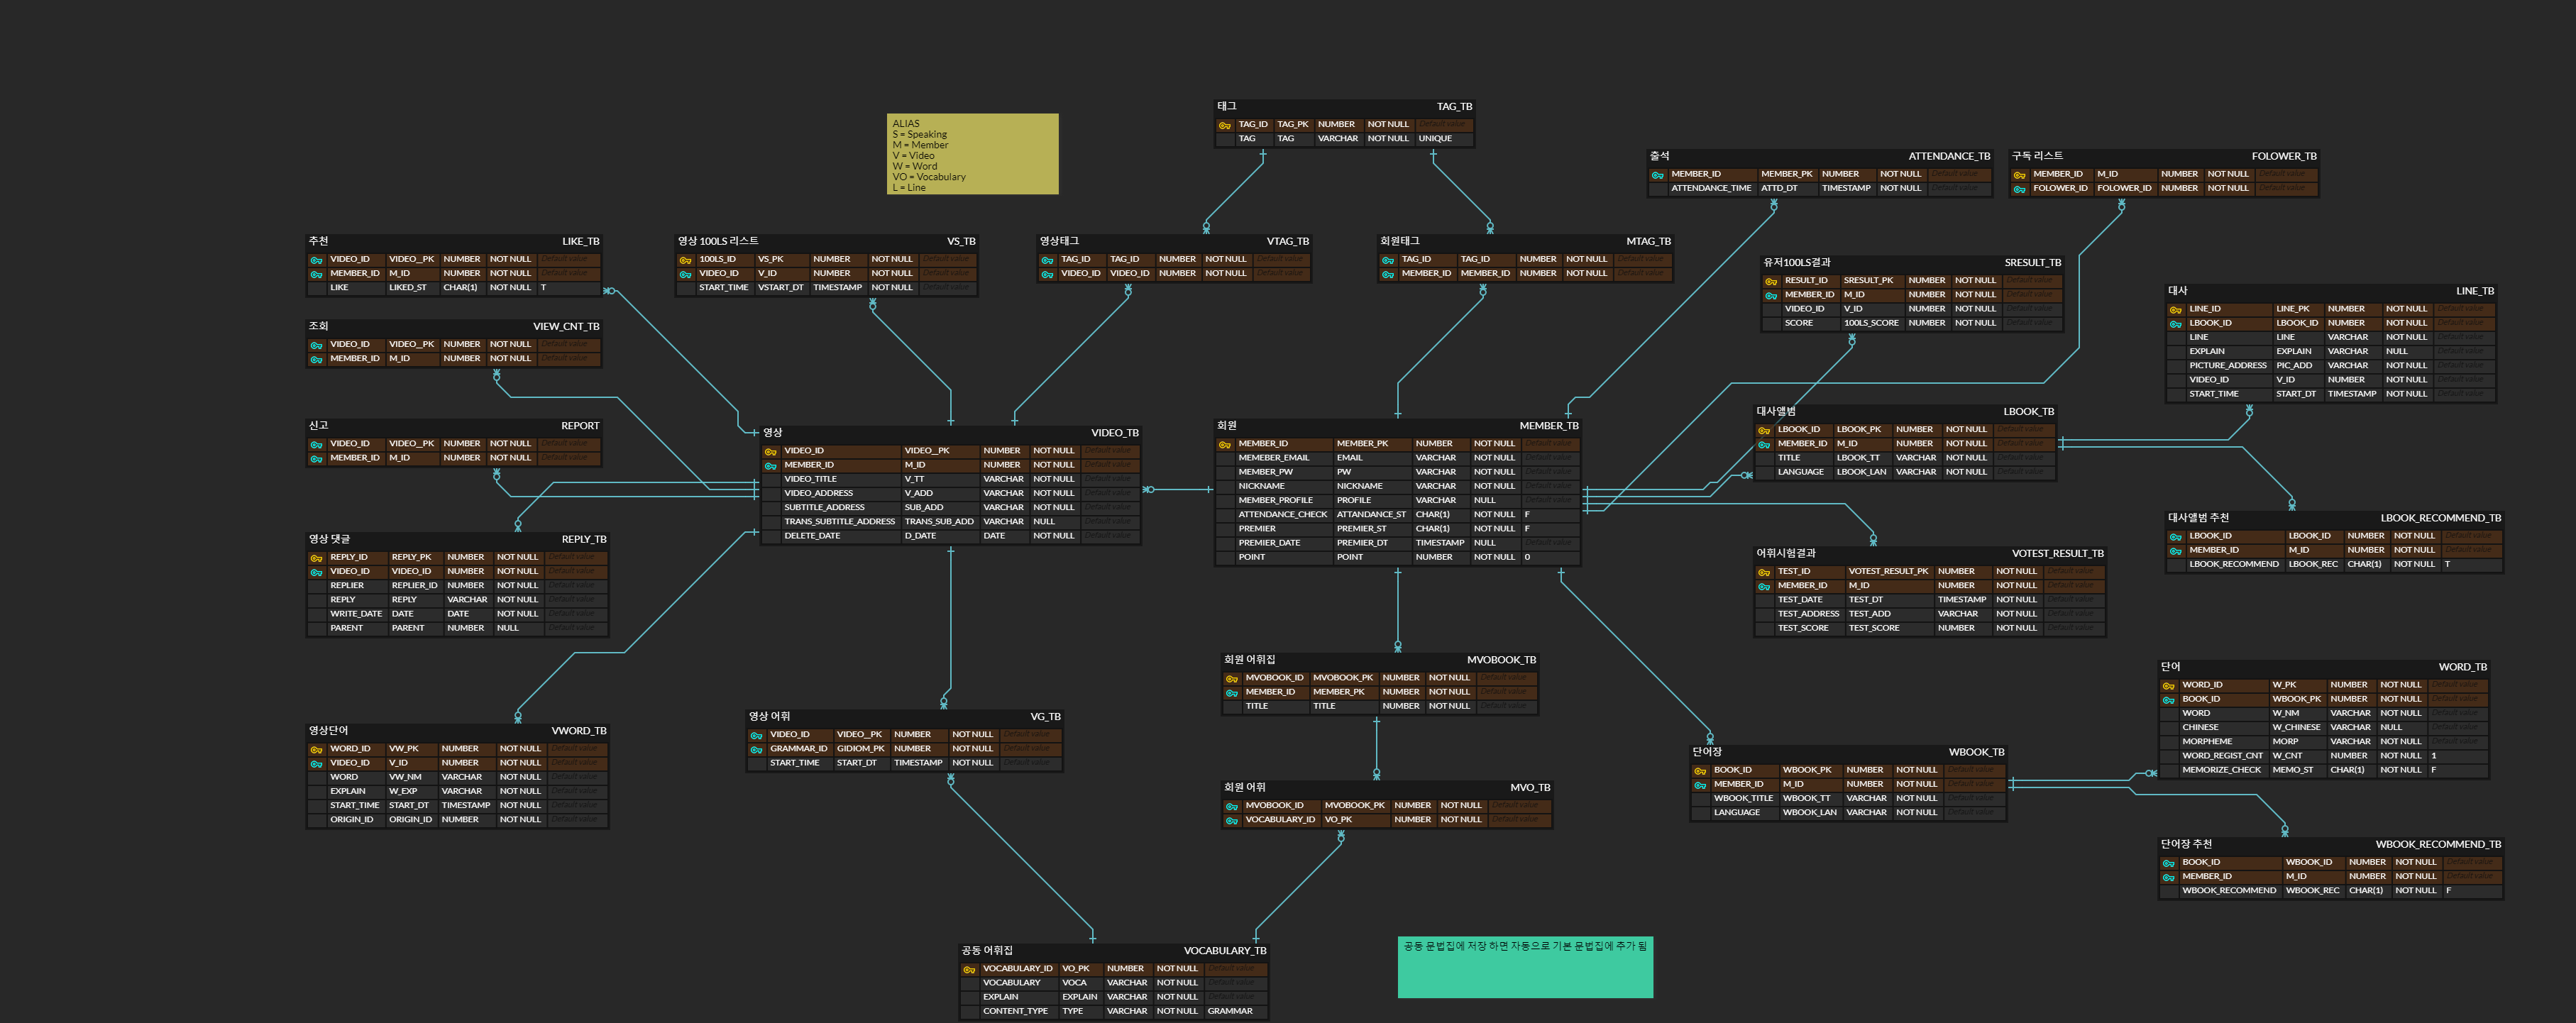 ALIAS
S = Speaking
M = Member
V = Video
W = Word
VO = Vocabulary
L = Line
태그 TAG_TB
TAG_ID TAG_PK NUMBER NOT NULL Default value
TAG TAG VARCHAR NOT NULL UNIQUE
출석 ATTENDANCE_TB
MEMBER_ID MEMBER_PK NUMBER NOT NULL Default value
ATTENDANCE_TIME ATTD_DT TIMESTAMP NOT NULL Default value
구독 리스트 FOLOWER_TB
MEMBER_ID M_ID NUMBER NOT NULL Default value
FOLOWER_ID FOLOWER_ID NUMBER NOT NULL Default value
추천 LIKE_TB
VIDEO_ID VIDEO__PK NUMBER NOT NULL Default value
MEMBER_ID M_ID NUMBER NOT NULL Default value
LIKE LIKED_ST CHAR(1) NOT NULL T
영상 100LS 리스트 VS_TB
100LS_ID VS_PK NUMBER NOT NULL Default value
VIDEO_ID V_ID NUMBER NOT NULL Default value
START_TIME VSTART_DT TIMESTAMP NOT NULL Default value
영상태그 VTAG_TB
TAG_ID TAG_ID NUMBER NOT NULL Default value
VIDEO_ID VIDEO_ID NUMBER NOT NULL Default value
회원태그 MTAG_TB
TAG_ID TAG_ID NUMBER NOT NULL Default value
MEMBER_ID MEMBER_ID NUMBER NOT NULL Default value
유저100LS결과 SRESULT_TB
RESULT_ID SRESULT_PK NUMBER NOT NULL Default value
MEMBER_ID M_ID NUMBER NOT NULL Default value
VIDEO_ID V_ID NUMBER NOT NULL Default value
SCORE 100LS_SCORE NUMBER NOT NULL Default value
대사 LINE_TB
LINE_ID LINE_PK NUMBER NOT NULL Default value
LBOOK_ID LBOOK_ID NUMBER NOT NULL Default value
LINE LINE VARCHAR NOT NULL Default value
EXPLAIN EXPLAIN VARCHAR NULL Default value
PICTURE_ADDRESS PIC_ADD VARCHAR NOT NULL Default value
VIDEO_ID V_ID NUMBER NOT NULL Default value
START_TIME START_DT TIMESTAMP NOT NULL Default value
조회 VIEW_CNT_TB
VIDEO_ID VIDEO__PK NUMBER NOT NULL Default value
MEMBER_ID M_ID NUMBER NOT NULL Default value
신고 REPORT
VIDEO_ID VIDEO__PK NUMBER NOT NULL Default value
MEMBER_ID M_ID NUMBER NOT NULL Default value
영상 VIDEO_TB
VIDEO_ID VIDEO__PK NUMBER NOT NULL Default value
MEMBER_ID M_ID NUMBER NOT NULL Default value
VIDEO_TITLE V_TT VARCHAR NOT NULL Default value
VIDEO_ADDRESS V_ADD VARCHAR NOT NULL Default value
SUBTITLE_ADDRESS SUB_ADD VARCHAR NOT NULL Default value
TRANS_SUBTITLE_ADDRESS TRANS_SUB_ADD VARCHAR NULL Default value
DELETE_DATE D_DATE DATE NOT NULL Default value
회원 MEMBER_TB
MEMBER_ID MEMBER_PK NUMBER NOT NULL Default value
MEMEBER_EMAIL EMAIL VARCHAR NOT NULL Default value
MEMBER_PW PW VARCHAR NOT NULL Default value
NICKNAME NICKNAME VARCHAR NOT NULL Default value
MEMBER_PROFILE PROFILE VARCHAR NULL Default value
ATTENDANCE_CHECK ATTANDANCE_ST CHAR(1) NOT NULL F
PREMIER PREMIER_ST CHAR(1) NOT NULL F
PREMIER_DATE PREMIER_DT TIMESTAMP NULL Default value
POINT POINT NUMBER NOT NULL 0
대사앨범 LBOOK_TB
LBOOK_ID LBOOK_PK NUMBER NOT NULL Default value
MEMBER_ID M_ID NUMBER NOT NULL Default value
TITLE LBOOK_TT VARCHAR NOT NULL Default value
LANGUAGE LBOOK_LAN VARCHAR NOT NULL Default value
대사앨범 추천 LBOOK_RECOMMEND_TB
LBOOK_ID LBOOK_ID NUMBER NOT NULL Default value
MEMBER_ID M_ID NUMBER NOT NULL Default value
LBOOK_RECOMMEND LBOOK_REC CHAR(1) NOT NULL T
영상 댓글 REPLY_TB
REPLY_ID REPLY_PK NUMBER NOT NULL Default value
VIDEO_ID VIDEO_ID NUMBER NOT NULL Default value
REPLIER REPLIER_ID NUMBER NOT NULL Default value
REPLY REPLY VARCHAR NOT NULL Default value
WRITE_DATE DATE DATE NOT NULL Default value
PARENT PARENT NUMBER NULL Default value
어휘시험결과 VOTEST_RESULT_TB
TEST_ID VOTEST_RESULT_PK NUMBER NOT NULL Default value
MEMBER_ID M_ID NUMBER NOT NULL Default value
TEST_DATE TEST_DT TIMESTAMP NOT NULL Default value
TEST_ADDRESS TEST_ADD VARCHAR NOT NULL Default value
TEST_SCORE TEST_SCORE NUMBER NOT NULL Default value
회원 어휘집 MVOBOOK_TB
MVOBOOK_ID MVOBOOK_PK NUMBER NOT NULL Default value
MEMBER_ID MEMBER_PK NUMBER NOT NULL Default value
TITLE TITLE NUMBER NOT NULL Default value
단어 WORD_TB
WORD_ID W_PK NUMBER NOT NULL Default value
BOOK_ID WBOOK_PK NUMBER NOT NULL Default value
WORD W_NM VARCHAR NOT NULL Default value
CHINESE W_CHINESE VARCHAR NULL Default value
MORPHEME MORP VARCHAR NOT NULL Default value
WORD_REGIST_CNT W_CNT NUMBER NOT NULL 1
MEMORIZE_CHECK MEMO_ST CHAR(1) NOT NULL F
영상단어 VWORD_TB
WORD_ID VW_PK NUMBER NOT NULL Default value
VIDEO_ID V_ID NUMBER NOT NULL Default value
WORD VW_NM VARCHAR NOT NULL Default value
EXPLAIN W_EXP VARCHAR NOT NULL Default value
START_TIME START_DT TIMESTAMP NOT NULL Default value
ORIGIN_ID ORIGIN_ID NUMBER NOT NULL Default value
영상 어휘 VG_TB
VIDEO_ID VIDEO__PK NUMBER NOT NULL Default value
GRAMMAR_ID GIDIOM_PK NUMBER NOT NULL Default value
START_TIME START_DT TIMESTAMP NOT NULL Default value
회원 어휘 MVO_TB
MVOBOOK_ID MVOBOOK_PK NUMBER NOT NULL Default value
VOCABULARY_ID VO_PK NUMBER NOT NULL Default value
단어장 WBOOK_TB
BOOK_ID WBOOK_PK NUMBER NOT NULL Default value
MEMBER_ID M_ID NUMBER NOT NULL Default value
WBOOK_TITLE WBOOK_TT VARCHAR NOT NULL Default value
LANGUAGE WBOOK_LAN VARCHAR NOT NULL Default value
단어장 추천 WBOOK_RECOMMEND_TB
BOOK_ID WBOOK_ID NUMBER NOT NULL Default value
MEMBER_ID M_ID NUMBER NOT NULL Default value
WBOOK_RECOMMEND WBOOK_REC CHAR(1) NOT NULL F
공동 어휘집 VOCABULARY_TB
VOCABULARY_ID VO_PK NUMBER NOT NULL Default value
VOCABULARY VOCA VARCHAR NOT NULL Default value
EXPLAIN EXPLAIN VARCHAR NOT NULL Default value
CONTENT_TYPE TYPE VARCHAR NOT NULL GRAMMAR
공동 문법집에 저장 하면 자동으로 기본 문법집에 추가 됨